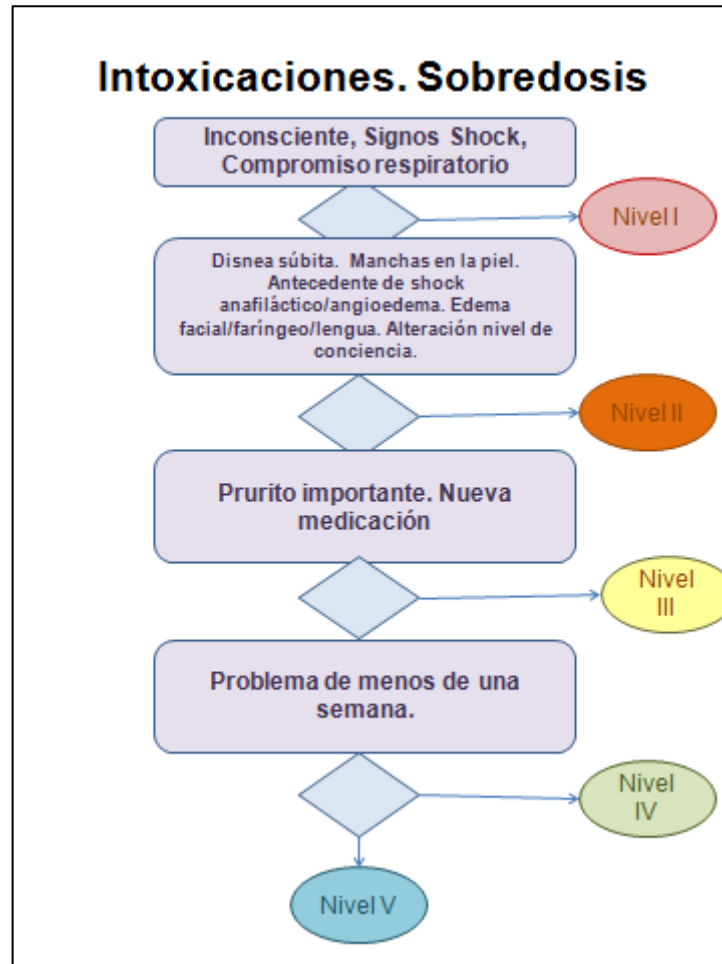 Intoxicaciones. Sobredosis
Inconsciente, Signos Shock,
Compromiso respiratorio
Nivel I
Disnea súbita. Manchas en la piel.
Antecedente de shock
anafiláctico/angioedema. Edema
facial/faríngeo/lengua. Alteración nivel de
conciencia.
Nivel II
Prurito importante. Nueva
medicación
Nivel
III
Problema de menos de una
semana.
Nivel
IV
Nivel V